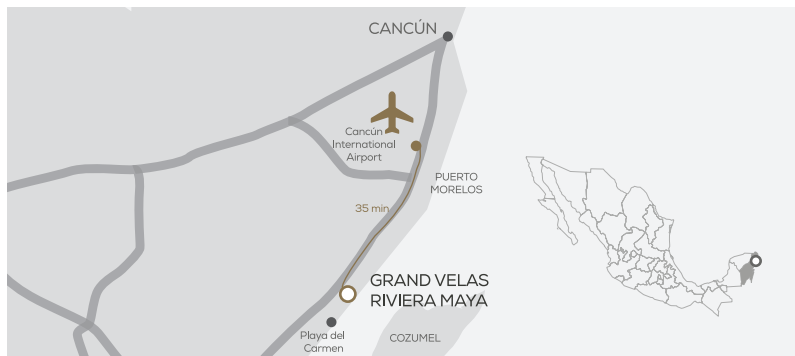 CANCÚN
Cancún
International
Airport
PUERTO
MORELOS
35 min
GRAND VELAS
RIVIERA MAYA
Playa del
Carmen
COZUMEL